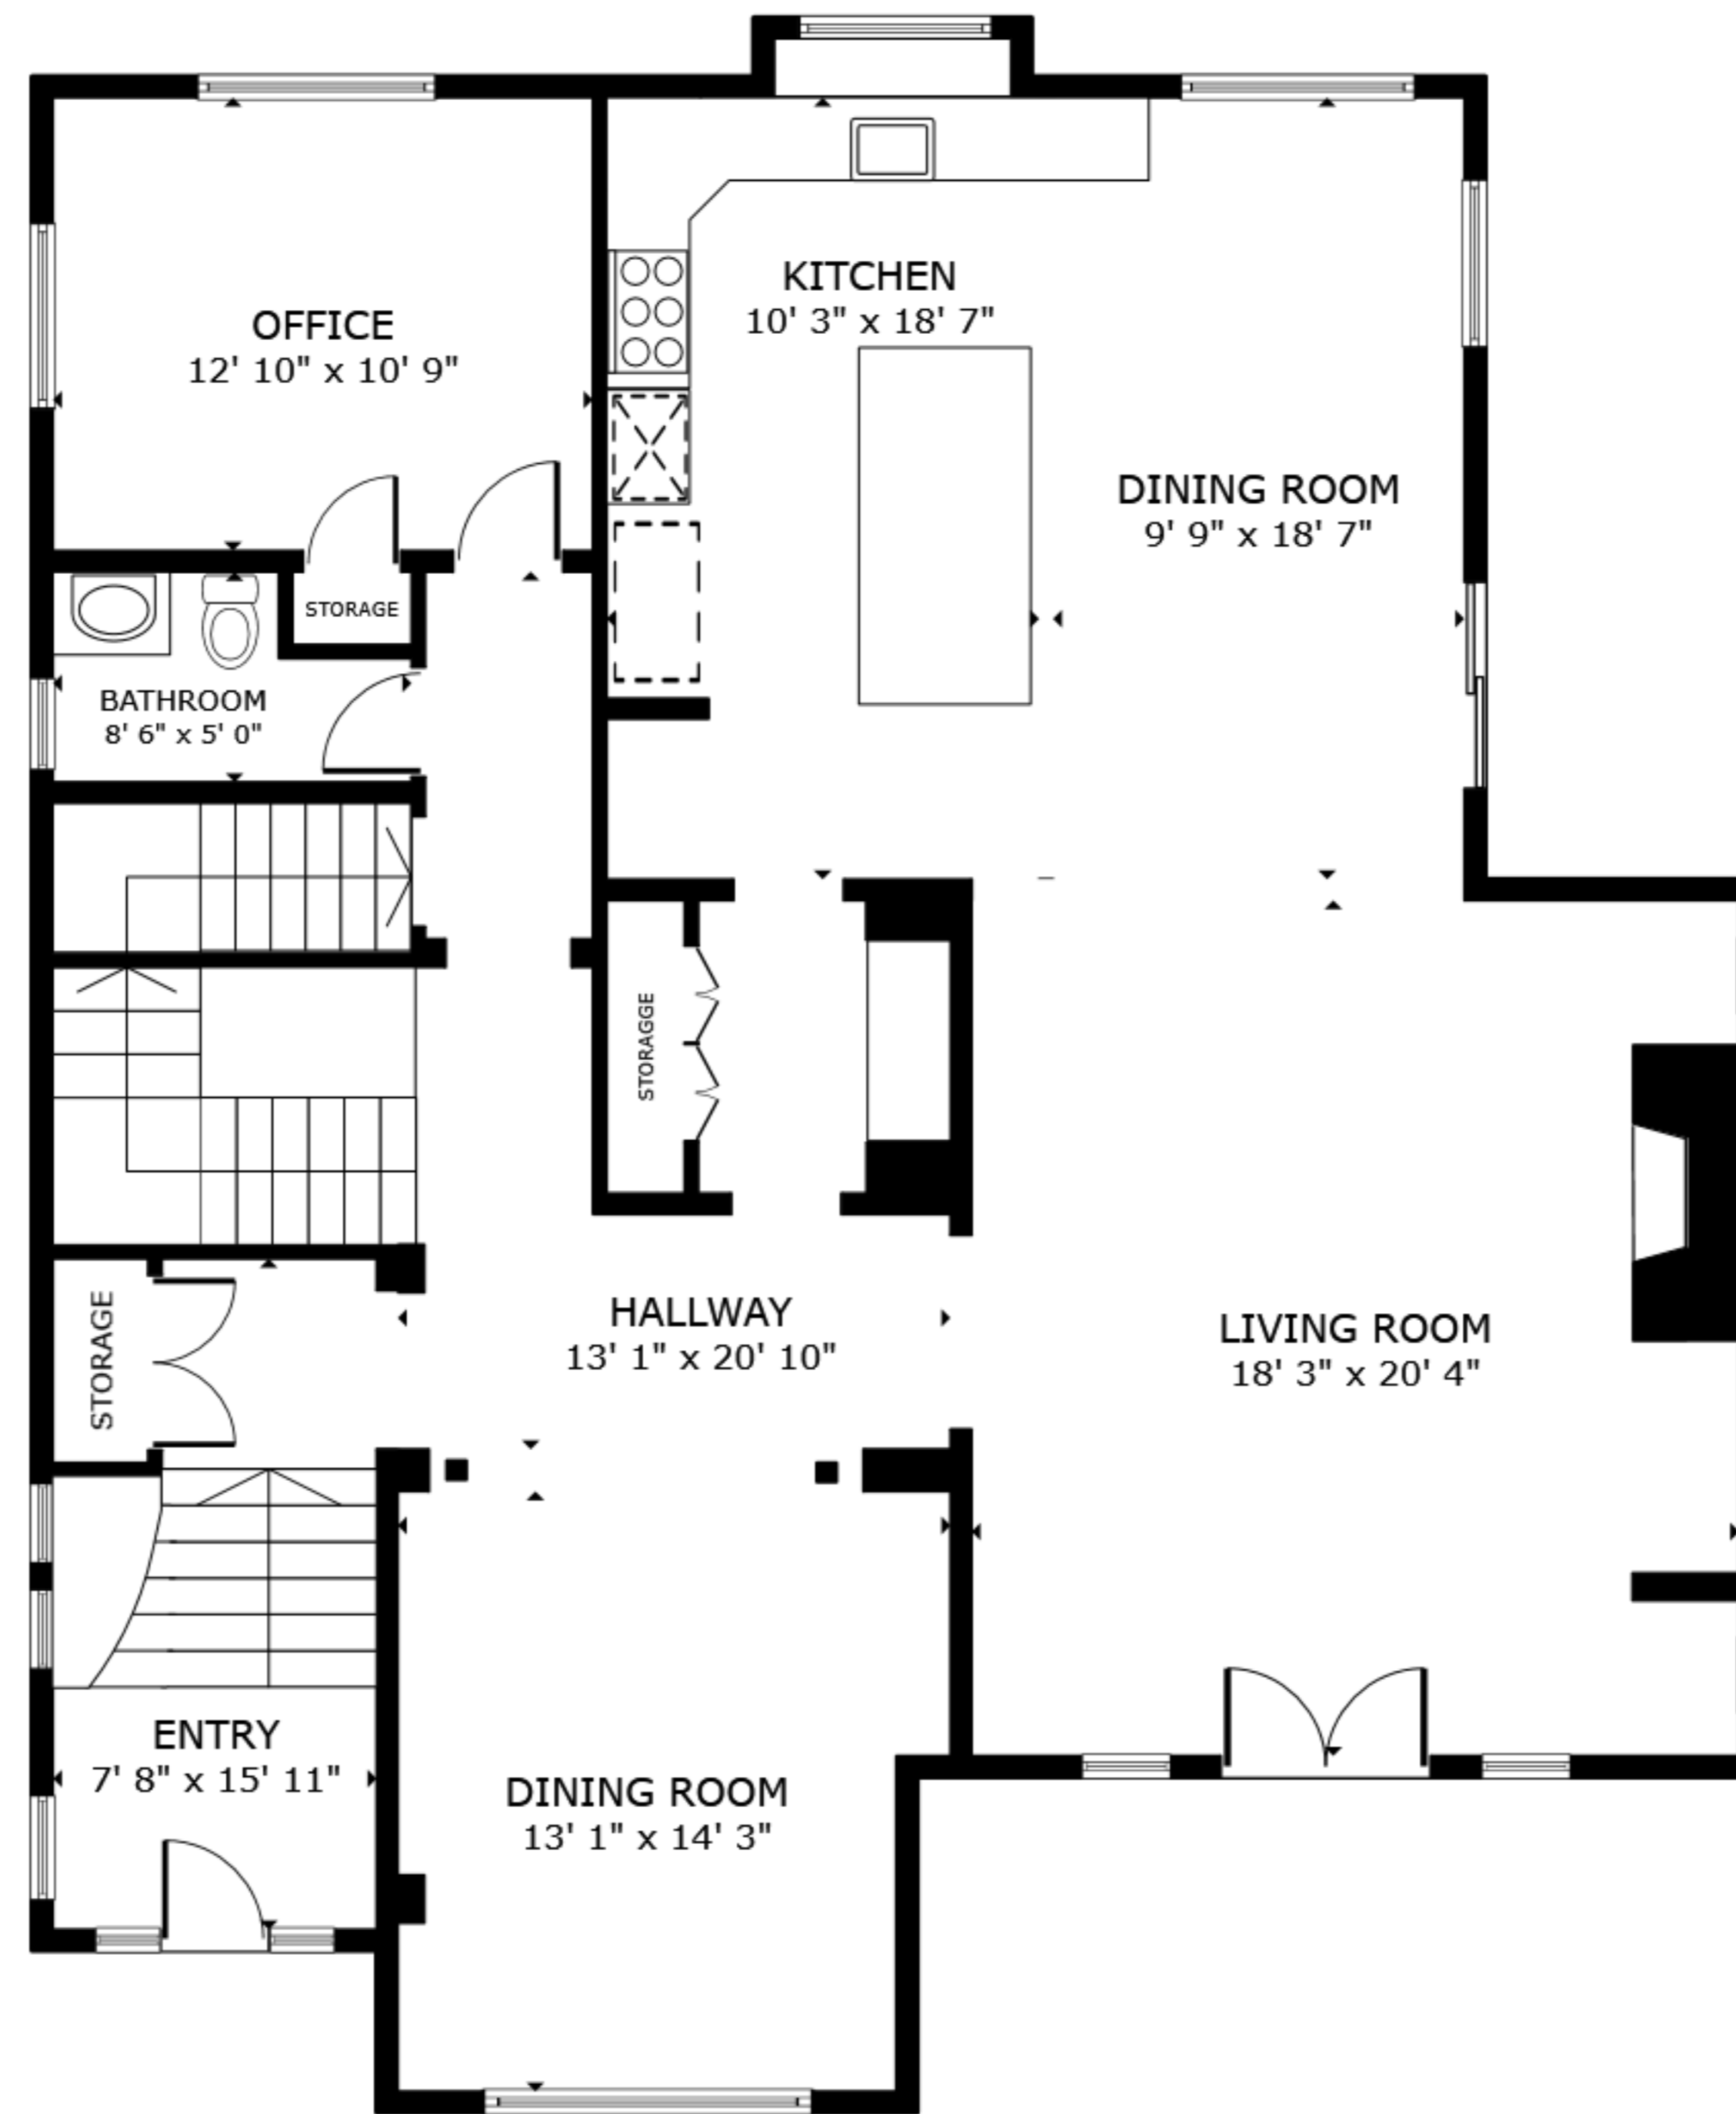 KITCHEN
10' 3" x 18' 7"
OFFICE
12' 10" x 10' 9"
DINING ROOM
9' 9" x 18' 7"
STORAGE
BATHROOM
8' 6" x 5' 0"
STORAGGE
STORAGE
HALLWAY
13' 1" x 20' 10"
LIVING ROOM
18' 3" x 20' 4"
ENTRY
7' 8" x 15' 11"
DINING ROOM
13' 1" x 14' 3"